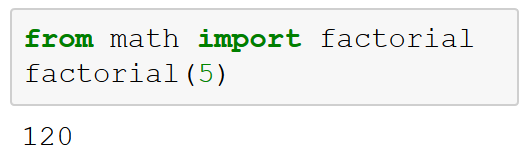 from math import factorial
factorial(5)
120